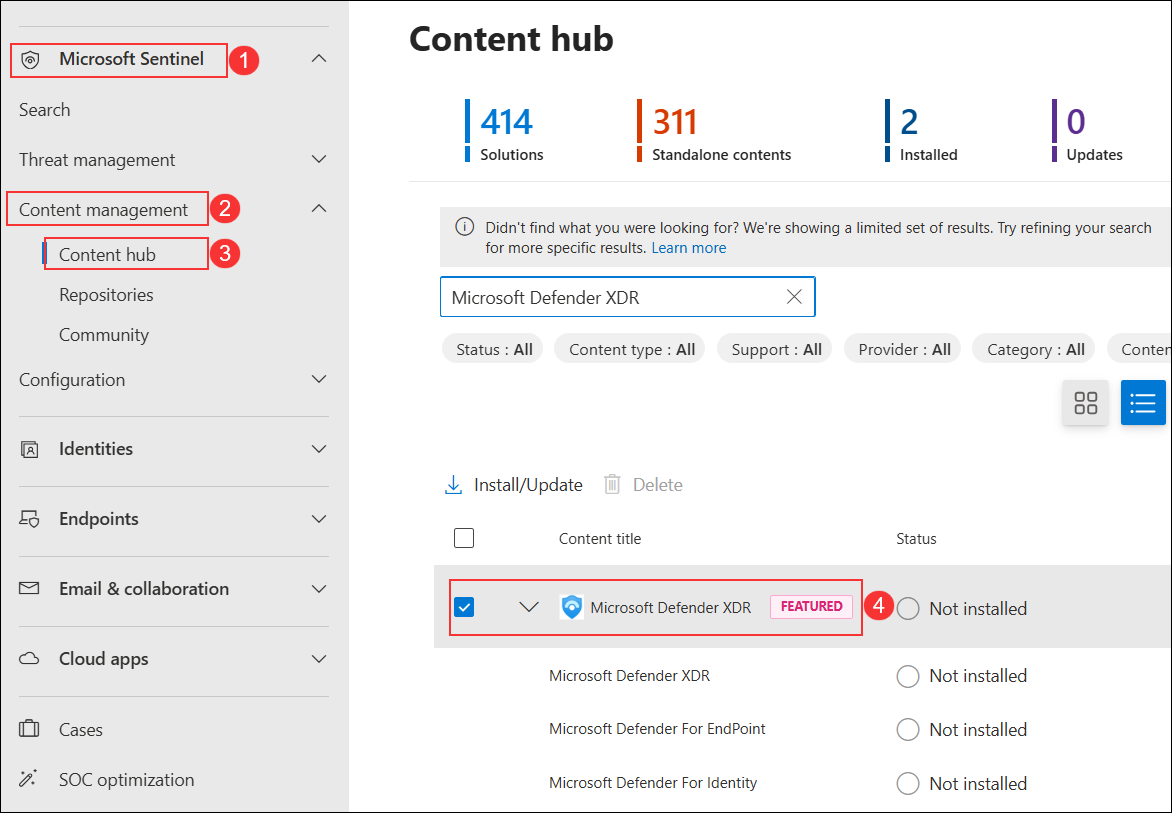 Microsoft Sentinel 1
Search
Threat management
Content management 2
Content hub 3
Repositories
Community
Configuration
Identities
Endpoints
Email & collaboration
Cloud apps
Cases
SOC optimization
Content hub
414
Solutions
311
Standalone contents
2
Installed
0
Updates
Didn't find what you were looking for? We're showing a limited set of results. Try refining your search
for more specific results. Learn more
Microsoft Defender XDR
Status : All Content type : All Support : All Provider : All Category : All Conten
Install/Update Delete
Content title Status
Microsoft Defender XDR FEATURED 4 Not installed
Microsoft Defender XDR Not installed
Microsoft Defender For EndPoint Not installed
Microsoft Defender For Identity Not installed